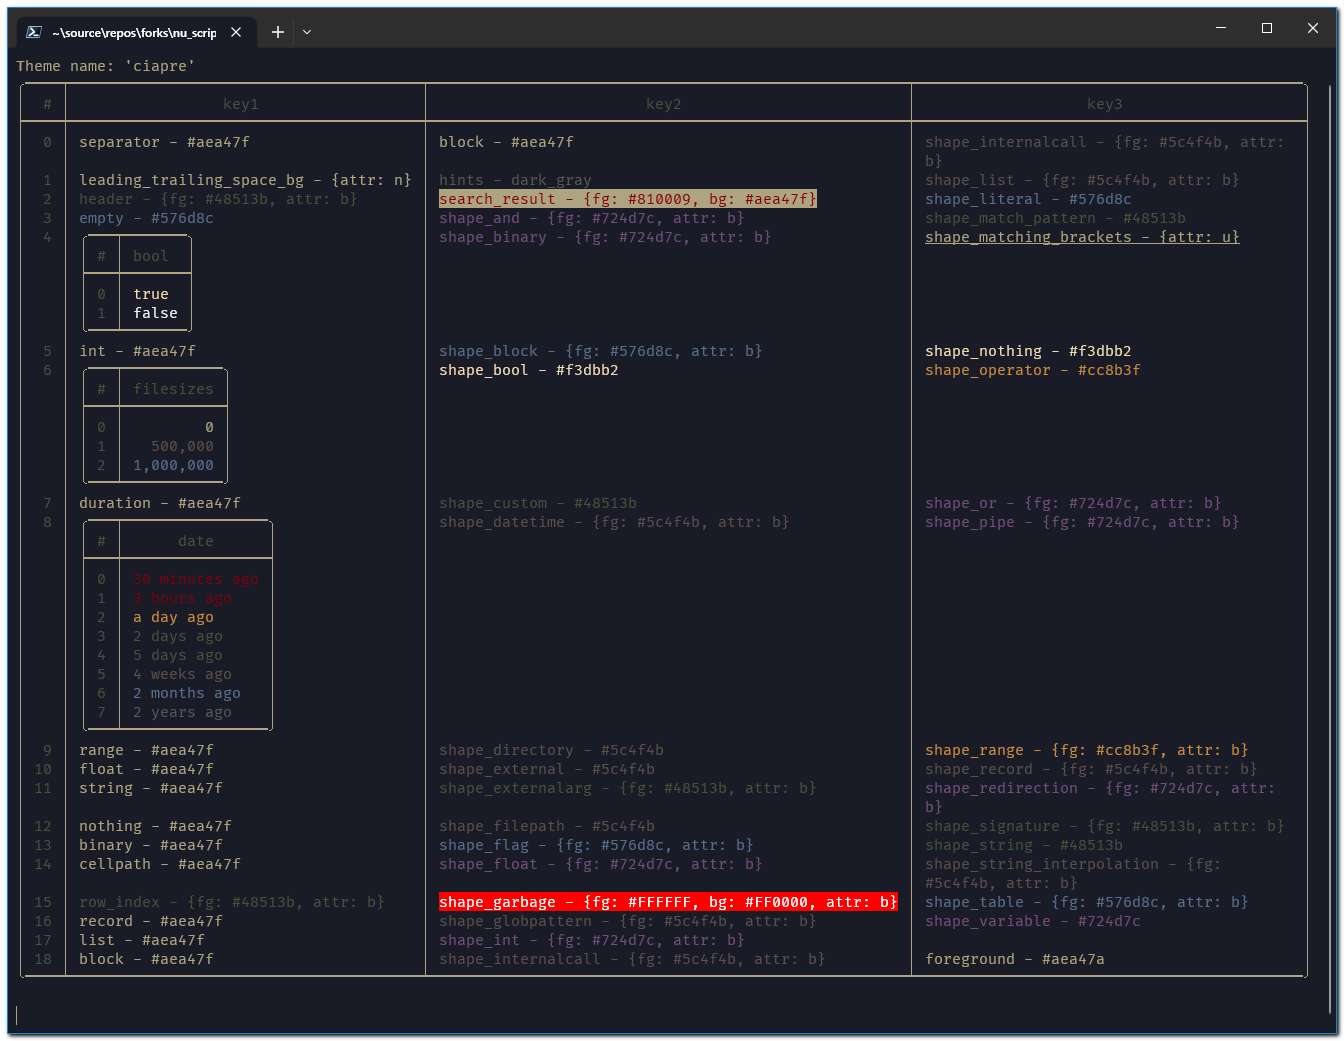 ~\source\repos\forks\nu_scrip
Theme name: 'ciapre'
# key1 key2 key3
0 separator - #aea47f block - #aea47f shape_internalcall - {fg: #5c4f4b, attr:
b}
1 leading_trailing_space_bg - {attr: n} hints - dark_gray shape_list - {fg: #5c4f4b, attr: b}
2 header - {fg: #48513b, attr: b} search_result - {fg: #810009, bg: #aea47f} shape_literal - #576d8c
3 empty - #576d8c shape_and - {fg: #724d7c, attr: b} shape_match_pattern - #48513b
4 shape_binary - {fg: #724d7c, attr: b} shape_matching_brackets - {attr: u}
# bool
0 true
1 false
5 int - #aea47f shape_block - {fg: #576d8c, attr: b} shape_nothing - #f3dbb2
6 shape_bool - #f3dbb2 shape_operator - #cc8b3f
# filesizes
0 0
1 500,000
2 1,000,000
7 duration - #aea47f shape_custom - #48513b shape_or - {fg: #724d7c, attr: b}
8 shape_datetime - {fg: #5c4f4b, attr: b} shape_pipe - {fg: #724d7c, attr: b}
# date
0 30 minutes ago
1 3 hours ago
2 a day ago
3 2 days ago
4 5 days ago
5 4 weeks ago
6 2 months ago
7 2 years ago
9 range - #aea47f shape_directory - #5c4f4b shape_range - {fg: #cc8b3f, attr: b}
10 float - #aea47f shape_external - #5c4f4b shape_record - {fg: #5c4f4b, attr: b}
11 string - #aea47f shape_externalarg - {fg: #48513b, attr: b} shape_redirection - {fg: #724d7c, attr:
b}
12 nothing - #aea47f shape_filepath - #5c4f4b shape_signature - {fg: #48513b, attr: b}
13 binary - #aea47f shape_flag - {fg: #576d8c, attr: b} shape_string - #48513b
14 cellpath - #aea47f shape_float - {fg: #724d7c, attr: b} shape_string_interpolation - {fg:
#5c4f4b, attr: b}
15 row_index - {fg: #48513b, attr: b} shape_garbage - {fg: #FFFFFF, bg: #FF0000, attr: b} shape_table - {fg: #576d8c, attr: b}
16 record - #aea47f shape_globpattern - {fg: #5c4f4b, attr: b} shape_variable - #724d7c
17 list - #aea47f shape_int - {fg: #724d7c, attr: b}
18 block - #aea47f shape_internalcall - {fg: #5c4f4b, attr: b} foreground - #aea47a